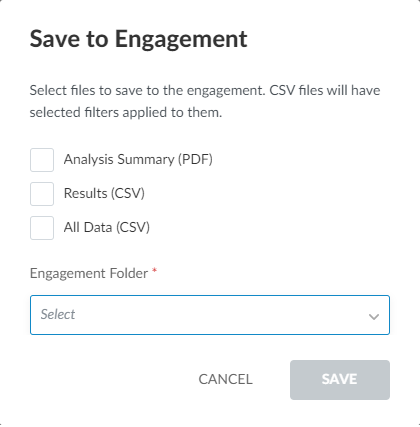 Save to Engagement
Select files to save to the engagement. CSV files will have
selected filters applied to them.
Analysis Summary (PDF)
Results (CSV)
All Data (CSV)
Engagement Folder *
Select
CANCEL
SAVE